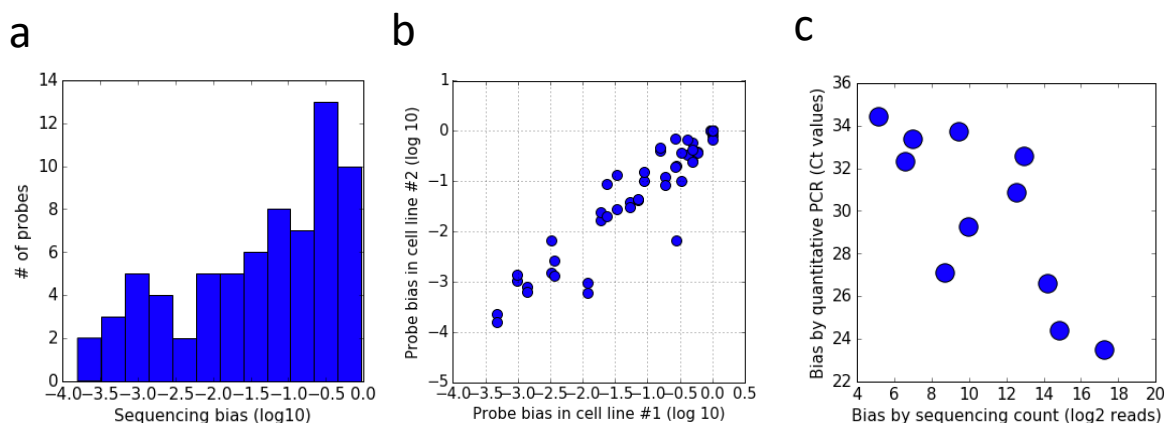 a
b
c
14
12
10
8
6
4
2
0
# of probes
−4.0 −3.5 −3.0 −2.5 −2.0 −1.5 −1.0 −0.5 0.0
Sequencing bias (log10)
1
0
−1
−2
−3
−4
−5
Probe bias in cell line #2 (log 10)
−3.5 −3.0 −2.5 −2.0 −1.5 −1.0 −0.5 0.0 0.5
Probe bias in cell line #1 (log 10)
36
34
32
30
28
26
24
22
Bias by quantitative PCR (Ct values)
4 6 8 10 12 14 16 18 20
Bias by sequencing count (log2 reads)